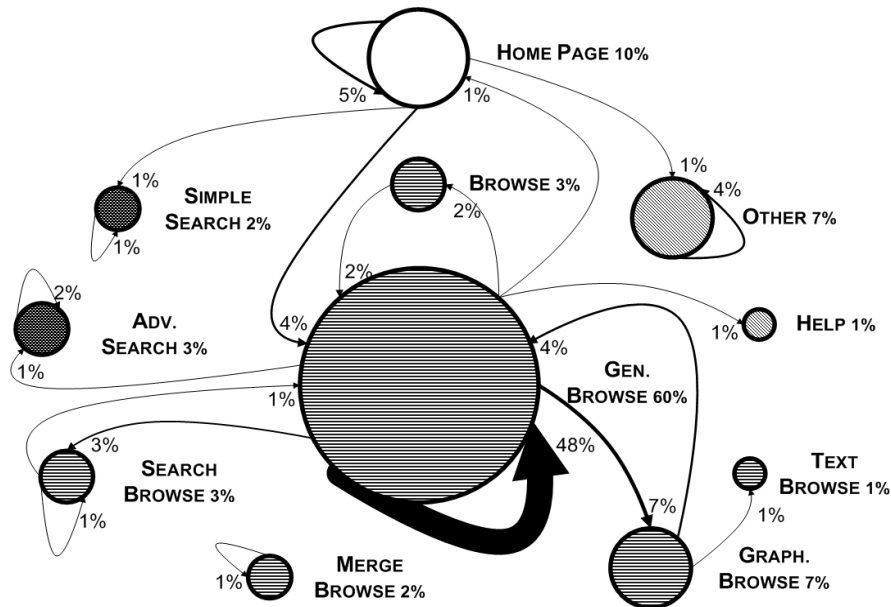 HOME PAGE 10%
5%
1%
1%
SIMPLE
SEARCH 2%
1%
BROWSE 3%
2%
1%
4%
OTHER 7%
2%
ADV.
SEARCH 3%
1%
2%
4%
4%
1%
HELP 1%
GEN.
BROWSE 60%
1%
48%
3%
SEARCH
BROWSE 3%
1%
7%
TEXT
BROWSE 1%
1%
1%
MERGE
BROWSE 2%
GRAPH.
BROWSE 7%